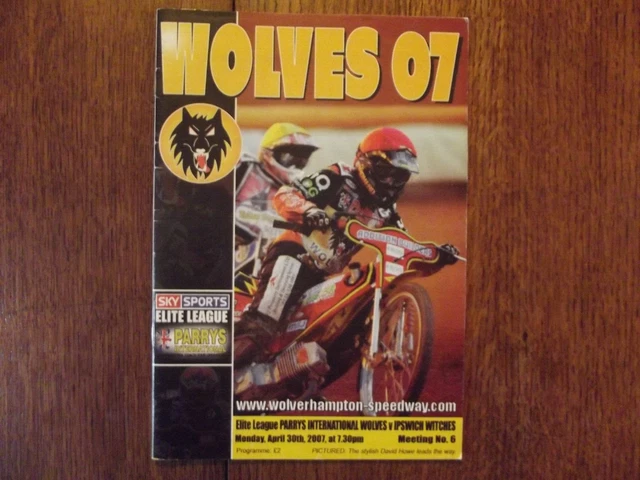 WOLVES 07
SKY SPORTS
ELITE LEAGUE
PARRYS
www.wolverhampton-speedway.com
Elite League PARRYS INTERNATIONAL WOLVES v IPSWICH WITCHES
Monday, April 30th, 2007, at 7.30pm Meeting No. 6
Programme £2 PICTURED: The stylish David Howe leads the way